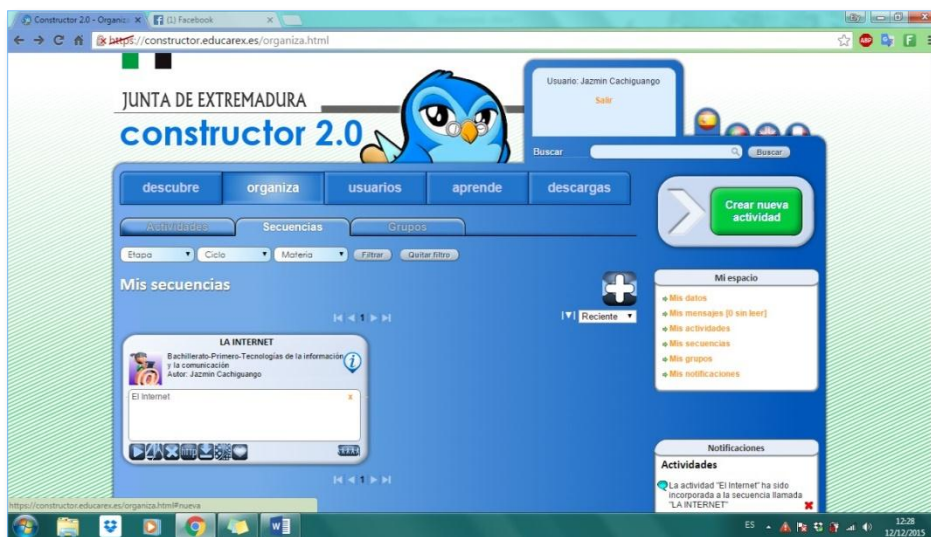 Constructor 2.0 - Organiz
(1) Facebook
https://constructor.educarex.es/organiza.html
ABP
JUNTA DE EXTREMADURA
constructor 2.0
Usuario: Jazmin Cachiguango
Salir
Buscar
Buscar
descubre organiza usuarios aprende descargas
Crear nueva
actividad
Actividades Secuencias Grupos
Etapa Ciclo Materia Filtrar Quitar filtro
Mis secuencias
1
Reciente
Mi espacio
Mis datos
Mis mensajes [0 sin leer]
Mis actividades
Mis secuencias
Mis grupos
Mis notificaciones
LA INTERNET
Bachillerato-Primero-Tecnologías de la información
y la comunicación
Autor: Jazmin Cachiguango
i
El Internet x
1
Notificaciones
Actividades
La actividad "El Internet" ha sido
incorporada a la secuencia llamada
"LA INTERNET"
https://constructor.educarex.es/organiza.html#nueva
ES
12:28
12/12/2015